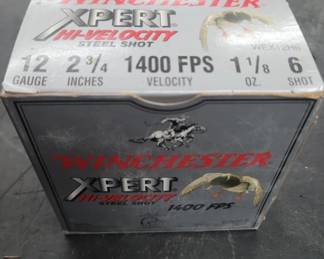 WINCHESTER
XPERT
HI-VELOCITY
STEEL SHOT
WEX12H6
12 2 3/4 1400 FPS 1 1/8 6
GAUGE INCHES VELOCITY OZ. SHOT
WINCHESTER
XPERT
HI-VELOCITY
STEEL SHOT
1400 FPS